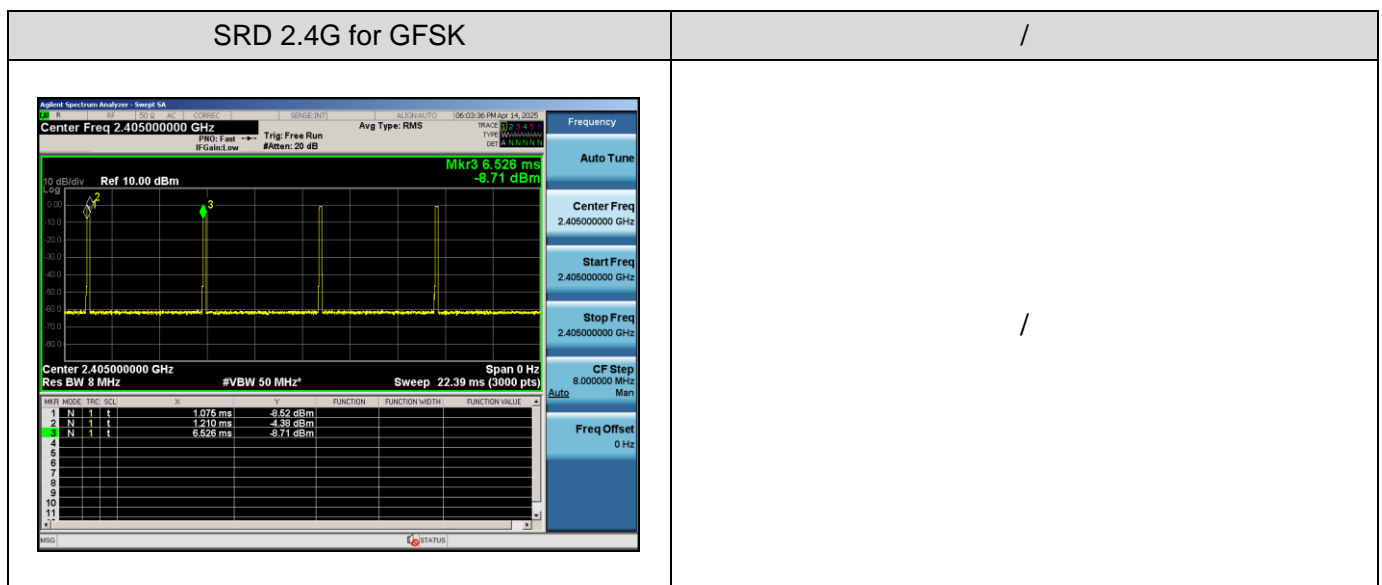 SRD 2.4G for GFSK
/
Agilent Spectrum Analyzer - Swept SA
R RF 50 Ω AC CORREC SENSE:INT ALIGN AUTO 06:03:36 PM Apr 14, 2025
Center Freq 2.405000000 GHz
PNO: Fast
IFGain:Low
Trig: Free Run
#Atten: 20 dB
Avg Type: RMS
TRACE 1 2 3 4 5 6
TYPE
DET A N N N N N
Mkr3 6.526 ms
-8.71 dBm
10 dB/div Ref 10.00 dBm
Log
0.00
-10.0
-20.0
-30.0
-40.0
-50.0
-60.0
-70.0
-80.0
2
1
3
Center 2.405000000 GHz Span 0 Hz
Res BW 8 MHz #VBW 50 MHz* Sweep 22.39 ms (3000 pts)
MKR MODE TRC SCL X Y FUNCTION FUNCTION WIDTH FUNCTION VALUE
1 N 1 t 1.075 ms -8.52 dBm
2 N 1 t 1.210 ms -4.38 dBm
3 N 1 t 6.526 ms -8.71 dBm
4
5
6
7
8
9
10
11
MSG STATUS
Frequency
Auto Tune
Center Freq
2.405000000 GHz
Start Freq
2.405000000 GHz
Stop Freq
2.405000000 GHz
CF Step
8.000000 MHz
Auto Man
Freq Offset
0 Hz
/